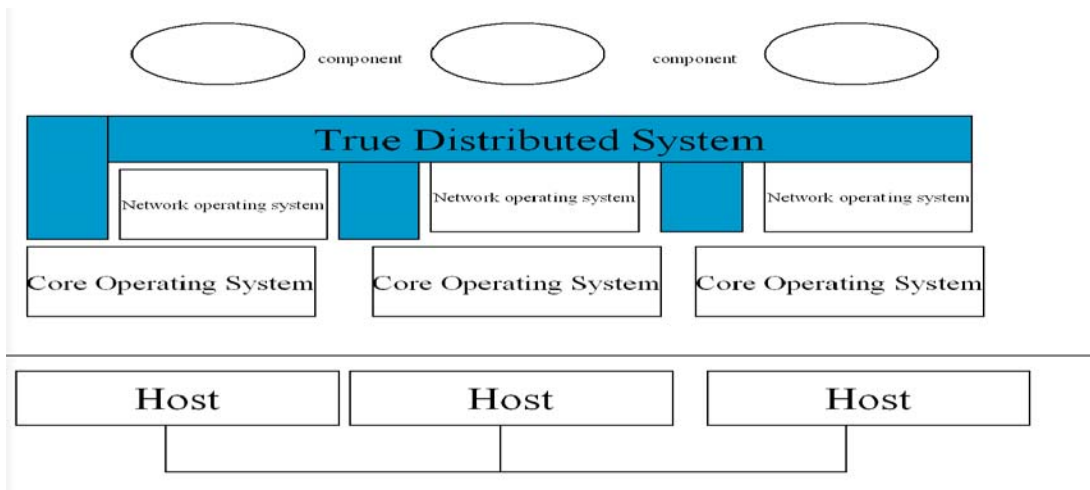 component component
True Distributed System
Network operating system Network operating system Network operating system
Core Operating System Core Operating System Core Operating System
Host Host Host